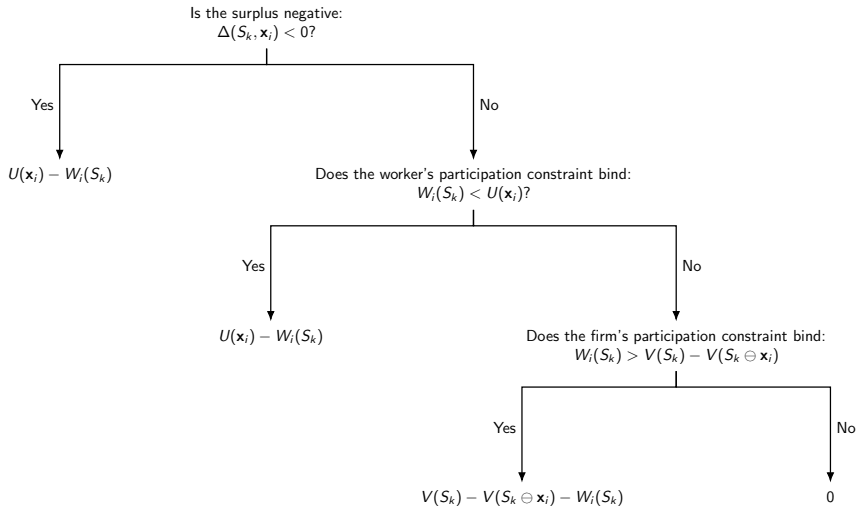 Is the surplus negative:
Δ(S_k, 𝐱_i) < 0?
Yes
No
U(𝐱_i) − W_i(S_k)
Does the worker's participation constraint bind:
W_i(S_k) < U(𝐱_i)?
Yes
No
U(𝐱_i) − W_i(S_k)
Does the firm's participation constraint bind:
W_i(S_k) > V(S_k) − V(S_k ⊖ 𝐱_i)
Yes
No
V(S_k) − V(S_k ⊖ 𝐱_i) − W_i(S_k)
0